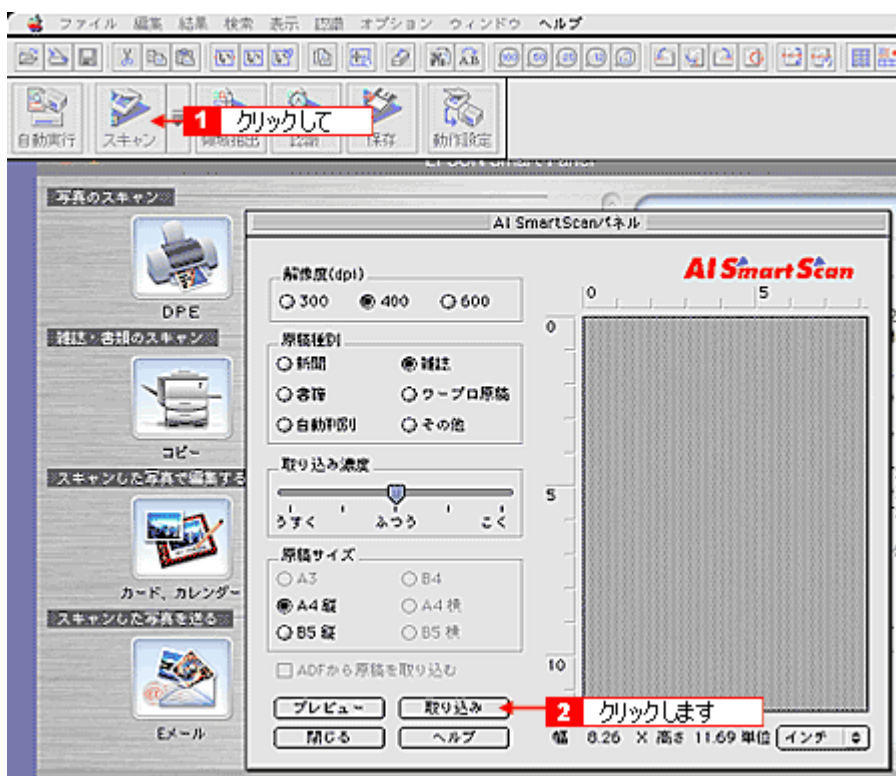 ファイル 編集 結果 検索 表示 認識 オプション ウィンドウ ヘルプ
100
自動実行 スキャン 保存 動作設定
1 クリックして
EPSON Smart Panel
写真のスキャン
DPE
雑誌・書類のスキャン
コピー
スキャンした写真で編集する
カード、カレンダー
スキャンした写真を送る
Eメール
AI SmartScanパネル
AI SmartScan
解像度(dpi)
300 400 600
原稿種別
新聞 雑誌
書籍 ワープロ原稿
自動判別 その他
取り込み濃度
うすく ふつう こく
原稿サイズ
A3 B4
A4 縦 A4 横
B5 縦 B5 横
ADFから原稿を取り込む
プレビュー 取り込み
閉じる ヘルプ
0 5
0
5
10
2 クリックします
幅 8.26 X 高さ 11.69 単位 インチ